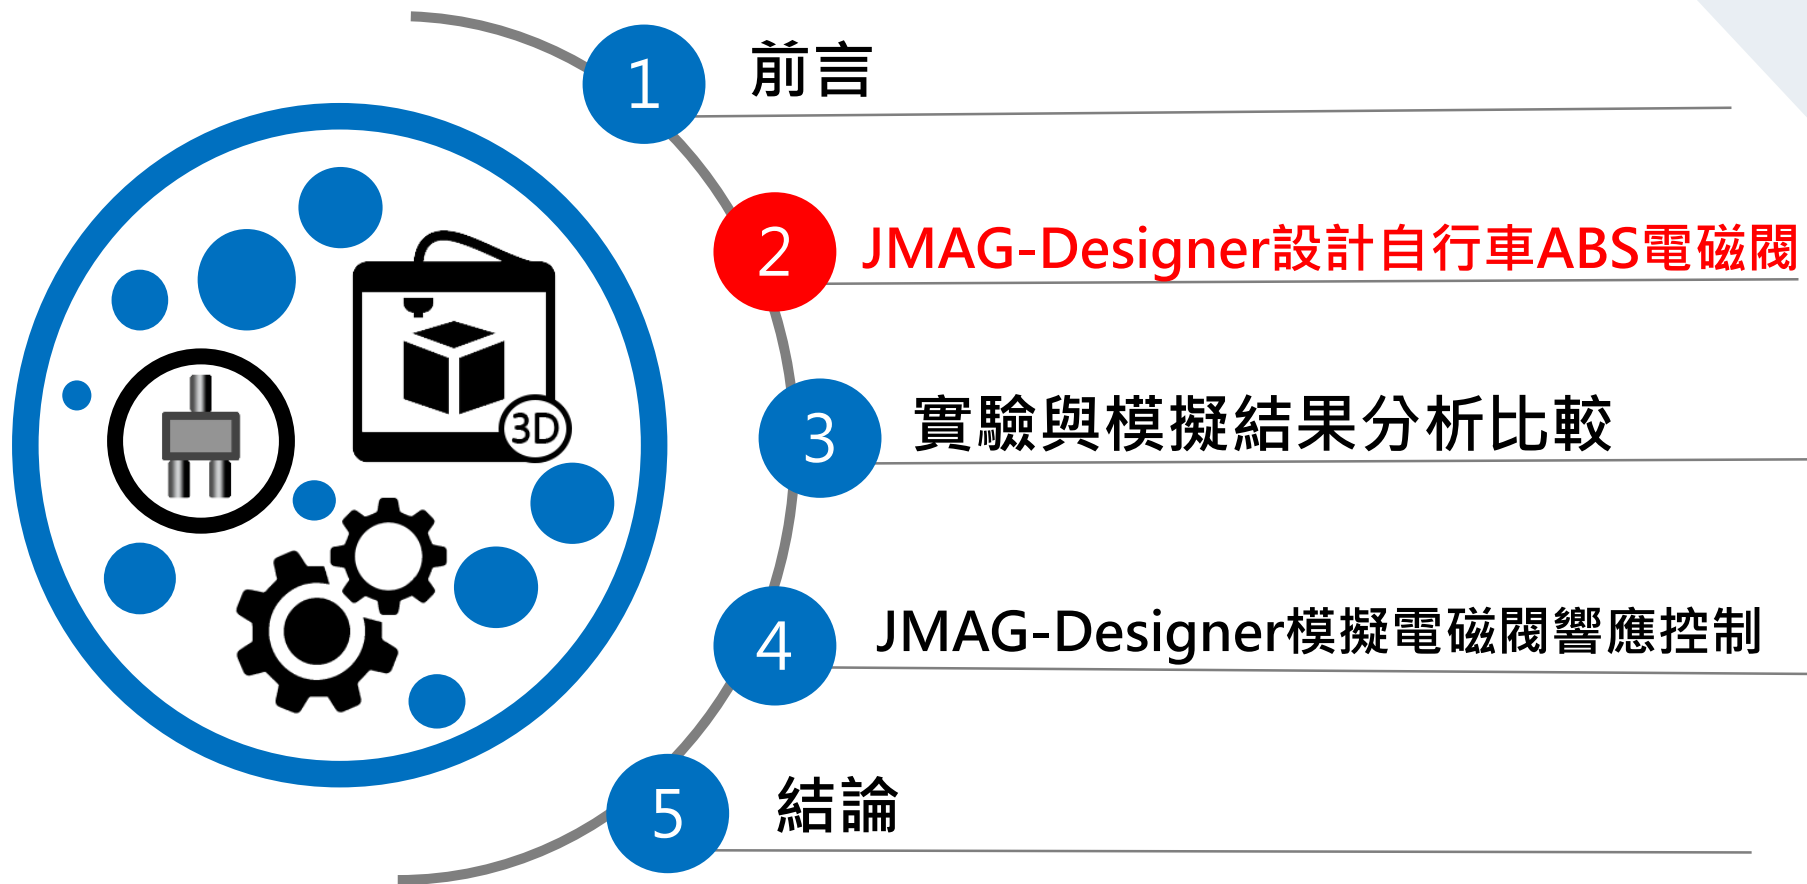 1 前言
2 JMAG-Designer設計自行車ABS電磁閥
3D
3 實驗與模擬結果分析比較
4 JMAG-Designer模擬電磁閥響應控制
5 結論